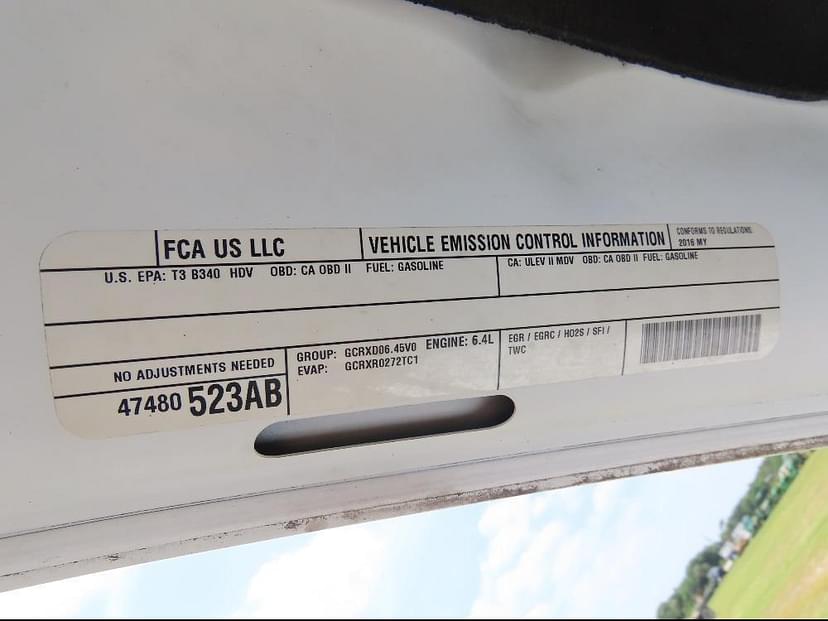 FCA US LLC
VEHICLE EMISSION CONTROL INFORMATION
CONFORMS TO REGULATIONS:
2016 MY
U.S. EPA: T3 B340 HDV OBD: CA OBD II FUEL: GASOLINE
CA: ULEV II MDV OBD: CA OBD II FUEL: GASOLINE
NO ADJUSTMENTS NEEDED
47480 523AB
GROUP: GCRXD06.45V0 ENGINE: 6.4L
EVAP: GCRXR0272TC1
EGR / EGRC / HO2S / SFI /
TWC